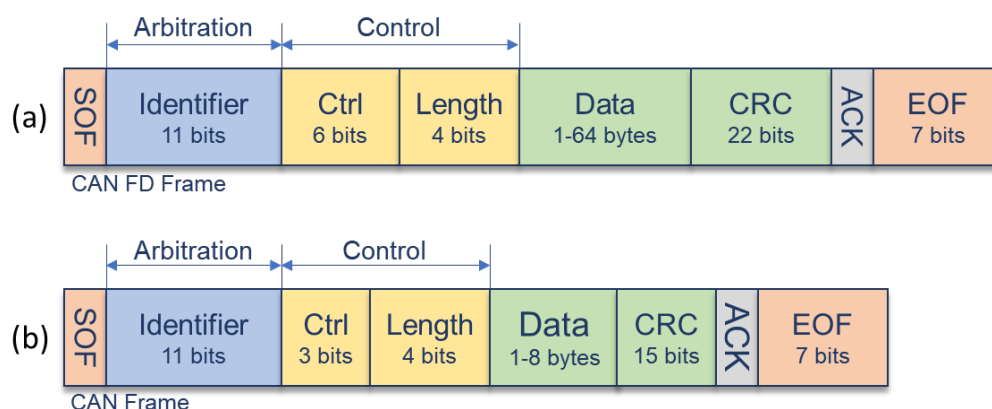 Arbitration Control
(a) SOF Identifier Ctrl Length Data CRC ACK EOF
11 bits 6 bits 4 bits 1-64 bytes 22 bits 7 bits
CAN FD Frame
Arbitration Control
(b) SOF Identifier Ctrl Length Data CRC ACK EOF
11 bits 3 bits 4 bits 1-8 bytes 15 bits 7 bits
CAN Frame